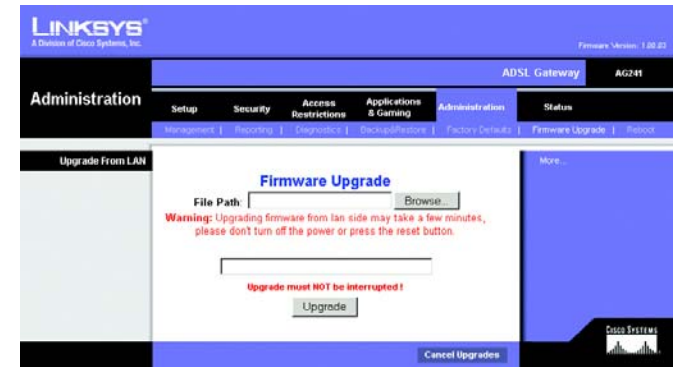 LINKSYS®
A Division of Cisco Systems, Inc.
Firmware Version: 1.00.03
ADSL Gateway AG241
Administration
Setup Security Access Restrictions Applications & Gaming Administration Status
Management | Reporting | Diagnostics | Backup&Restore | Factory Defaults | Firmware Upgrade | Reboot
Upgrade From LAN
More...
Firmware Upgrade
File Path: Browse...
Warning: Upgrading firmware from lan side may take a few minutes,
please don't turn off the power or press the reset button.
Upgrade must NOT be interrupted !
Upgrade
CISCO SYSTEMS
Cancel Upgrades